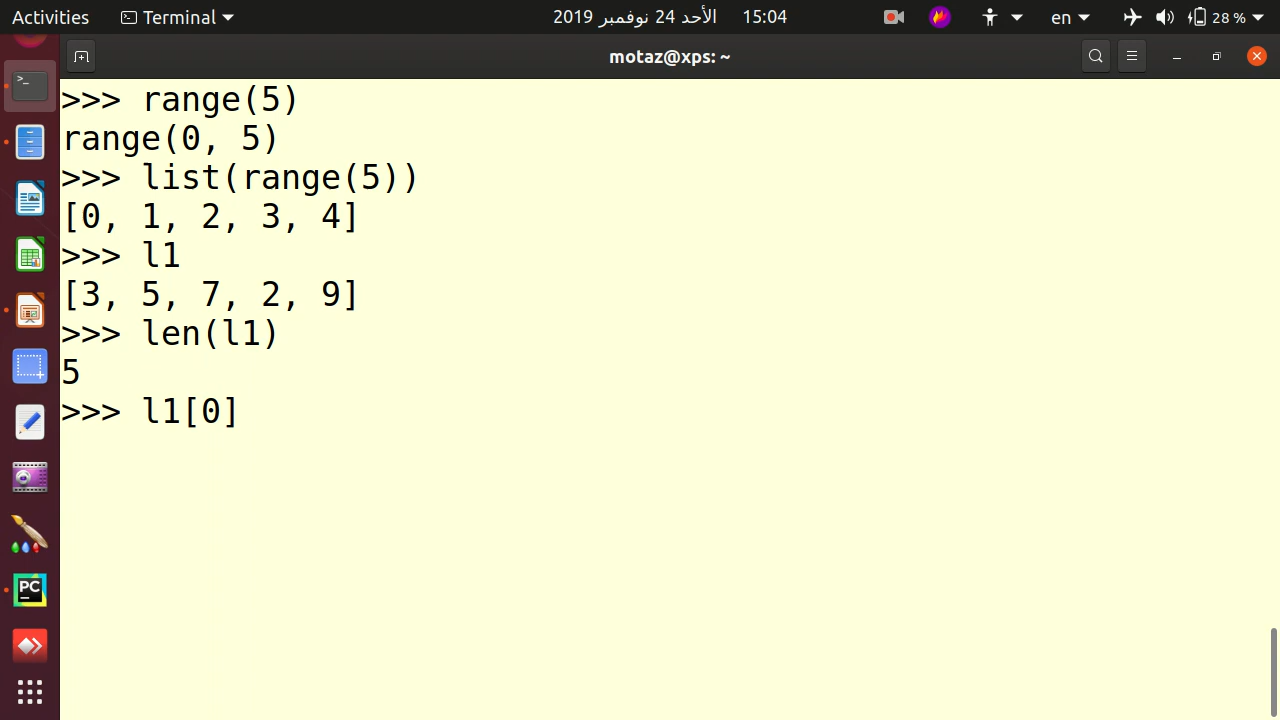 Activities Terminal الأحد 24 نوفمبر 2019 15:04 en 28 %
motaz@xps: ~
>>> range(5)
range(0, 5)
>>> list(range(5))
[0, 1, 2, 3, 4]
>>> l1
[3, 5, 7, 2, 9]
>>> len(l1)
5
>>> l1[0]
PC